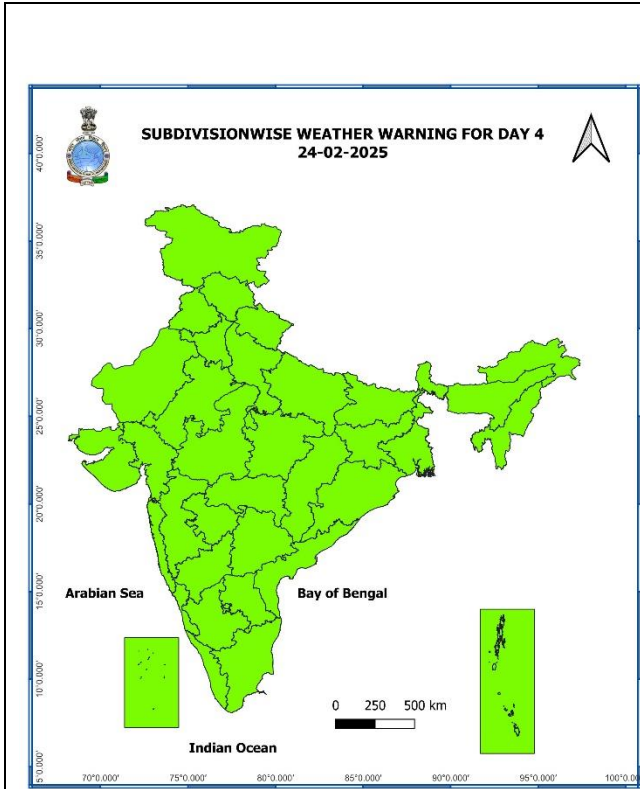 SUBDIVISIONWISE WEATHER WARNING FOR DAY 4
24-02-2025
40°0.000'
35°0.000'
30°0.000'
25°0.000'
20°0.000'
15°0.000'
10°0.000'
5°0.000'
Arabian Sea
Bay of Bengal
0 250 500 km
Indian Ocean
70°0.000' 75°0.000' 80°0.000' 85°0.000' 90°0.000' 95°0.000' 100°0.000'